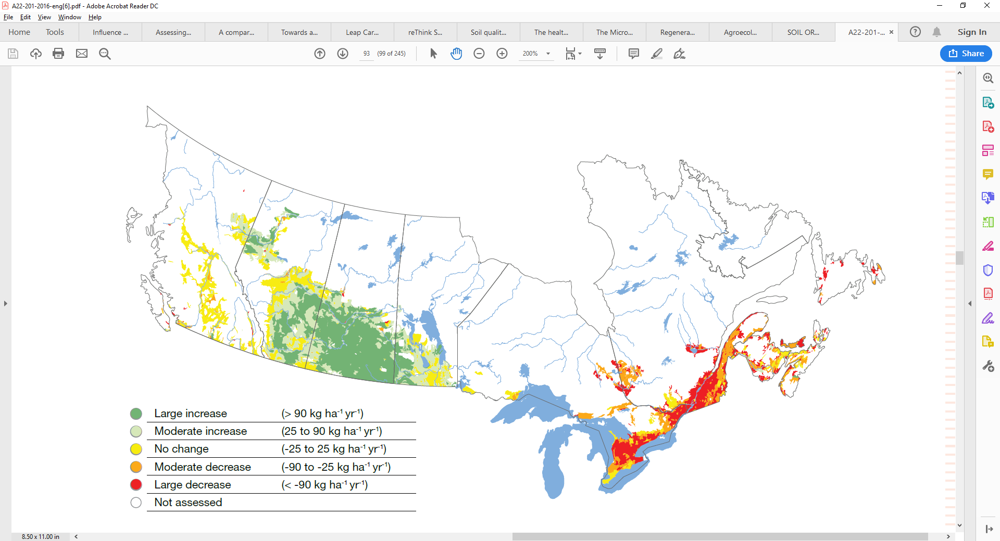 A22-201-2016-eng[6].pdf - Adobe Acrobat Reader DC
File Edit View Window Help
Home Tools Influence ... Assessing... A compar... Towards a... Leap Car... reThink S... Soil qualit... The healt... The Micro... Regenera... Agroecol... SOIL OR... A22-201-... × Sign In
93 (99 of 245) 200% Share
Large increase (> 90 kg ha⁻¹ yr⁻¹)
Moderate increase (25 to 90 kg ha⁻¹ yr⁻¹)
No change (-25 to 25 kg ha⁻¹ yr⁻¹)
Moderate decrease (-90 to -25 kg ha⁻¹ yr⁻¹)
Large decrease (< -90 kg ha⁻¹ yr⁻¹)
Not assessed
8.50 x 11.00 in